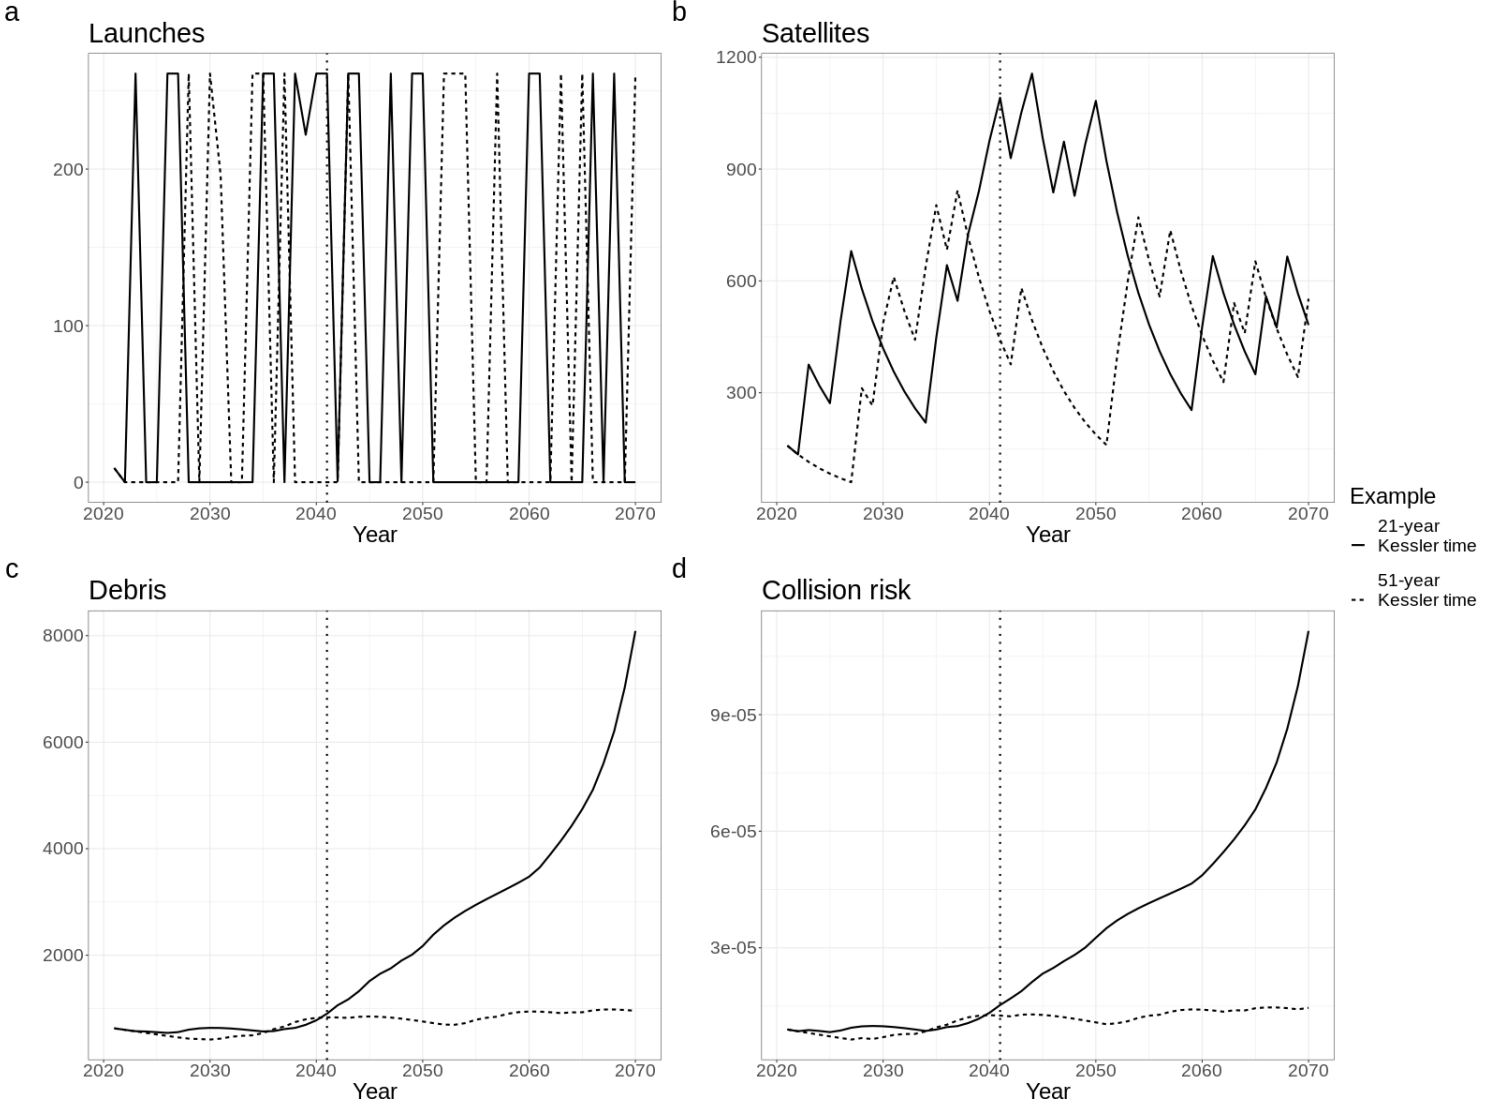 a
Launches
200
100
0
2020 2030 2040 2050 2060 2070
Year
b
Satellites
1200
900
600
300
2020 2030 2040 2050 2060 2070
Year
Example
21-year
Kessler time
51-year
Kessler time
c
Debris
8000
6000
4000
2000
2020 2030 2040 2050 2060 2070
Year
d
Collision risk
9e-05
6e-05
3e-05
2020 2030 2040 2050 2060 2070
Year